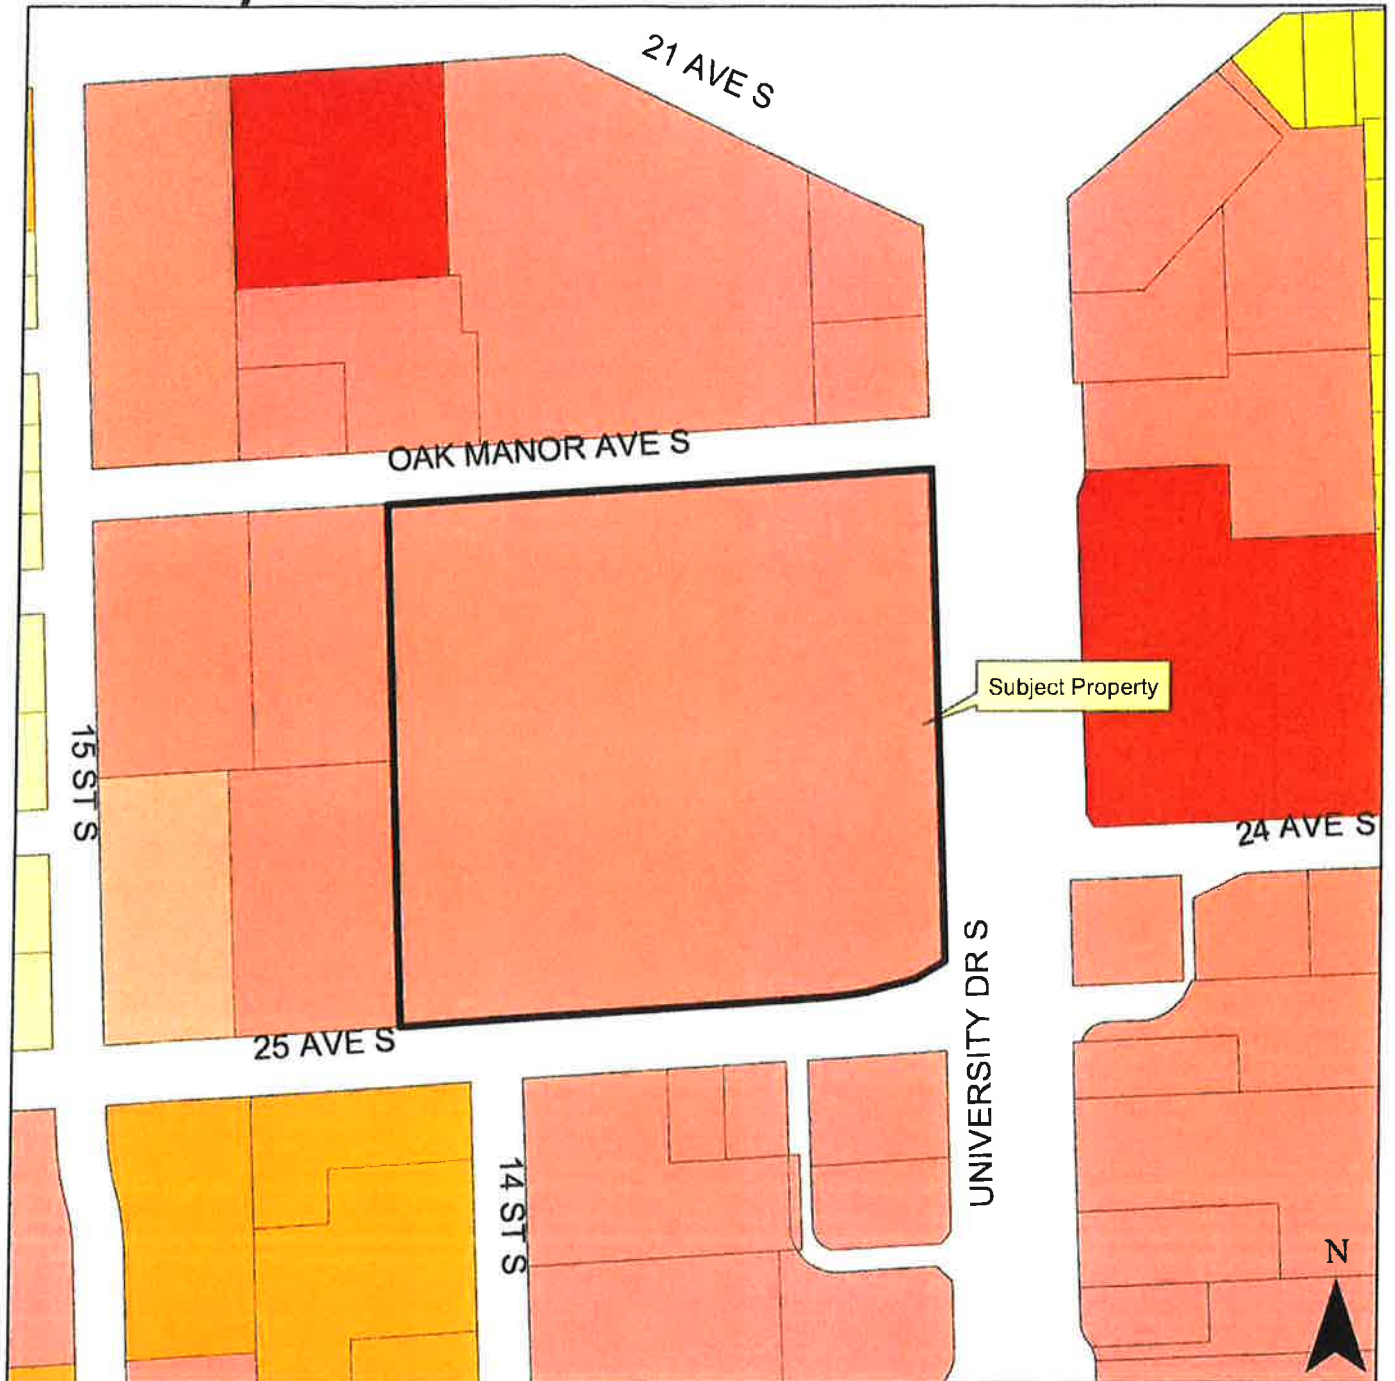 21 AVE S
OAK MANOR AVE S
Subject Property
15 ST S
24 AVE S
25 AVE S
UNIVERSITY DR S
14 ST S
N